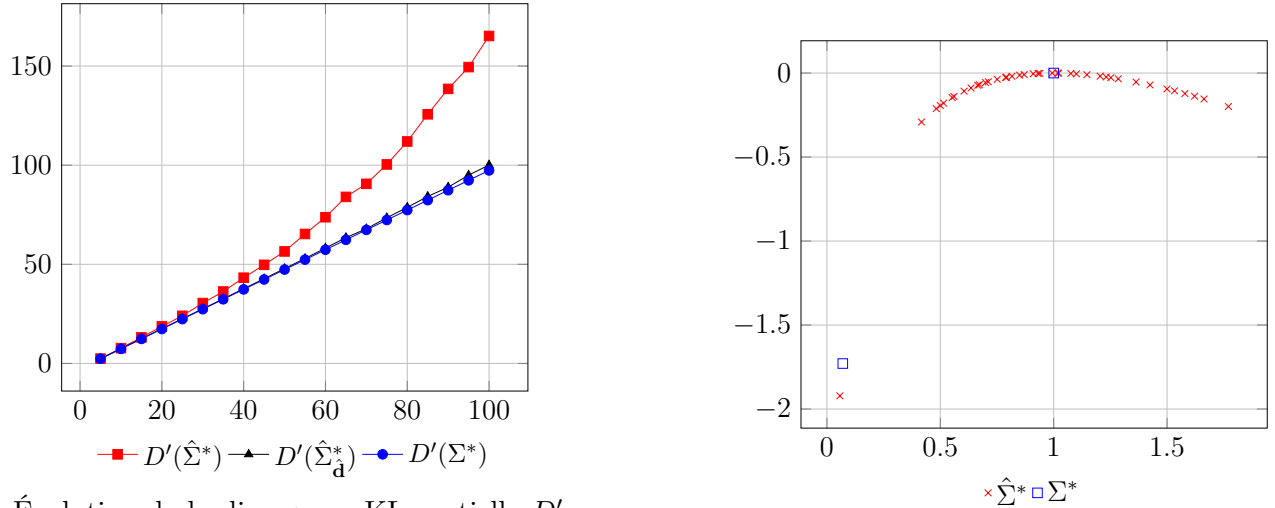 150
100
50
0
0 20 40 60 80 100
D′(Σ̂*) D′(Σ̂*_d̂) D′(Σ*)
Évolution de la divergence KL partielle D′
0
−0.5
−1
−1.5
−2
0 0.5 1 1.5
Σ̂* Σ*